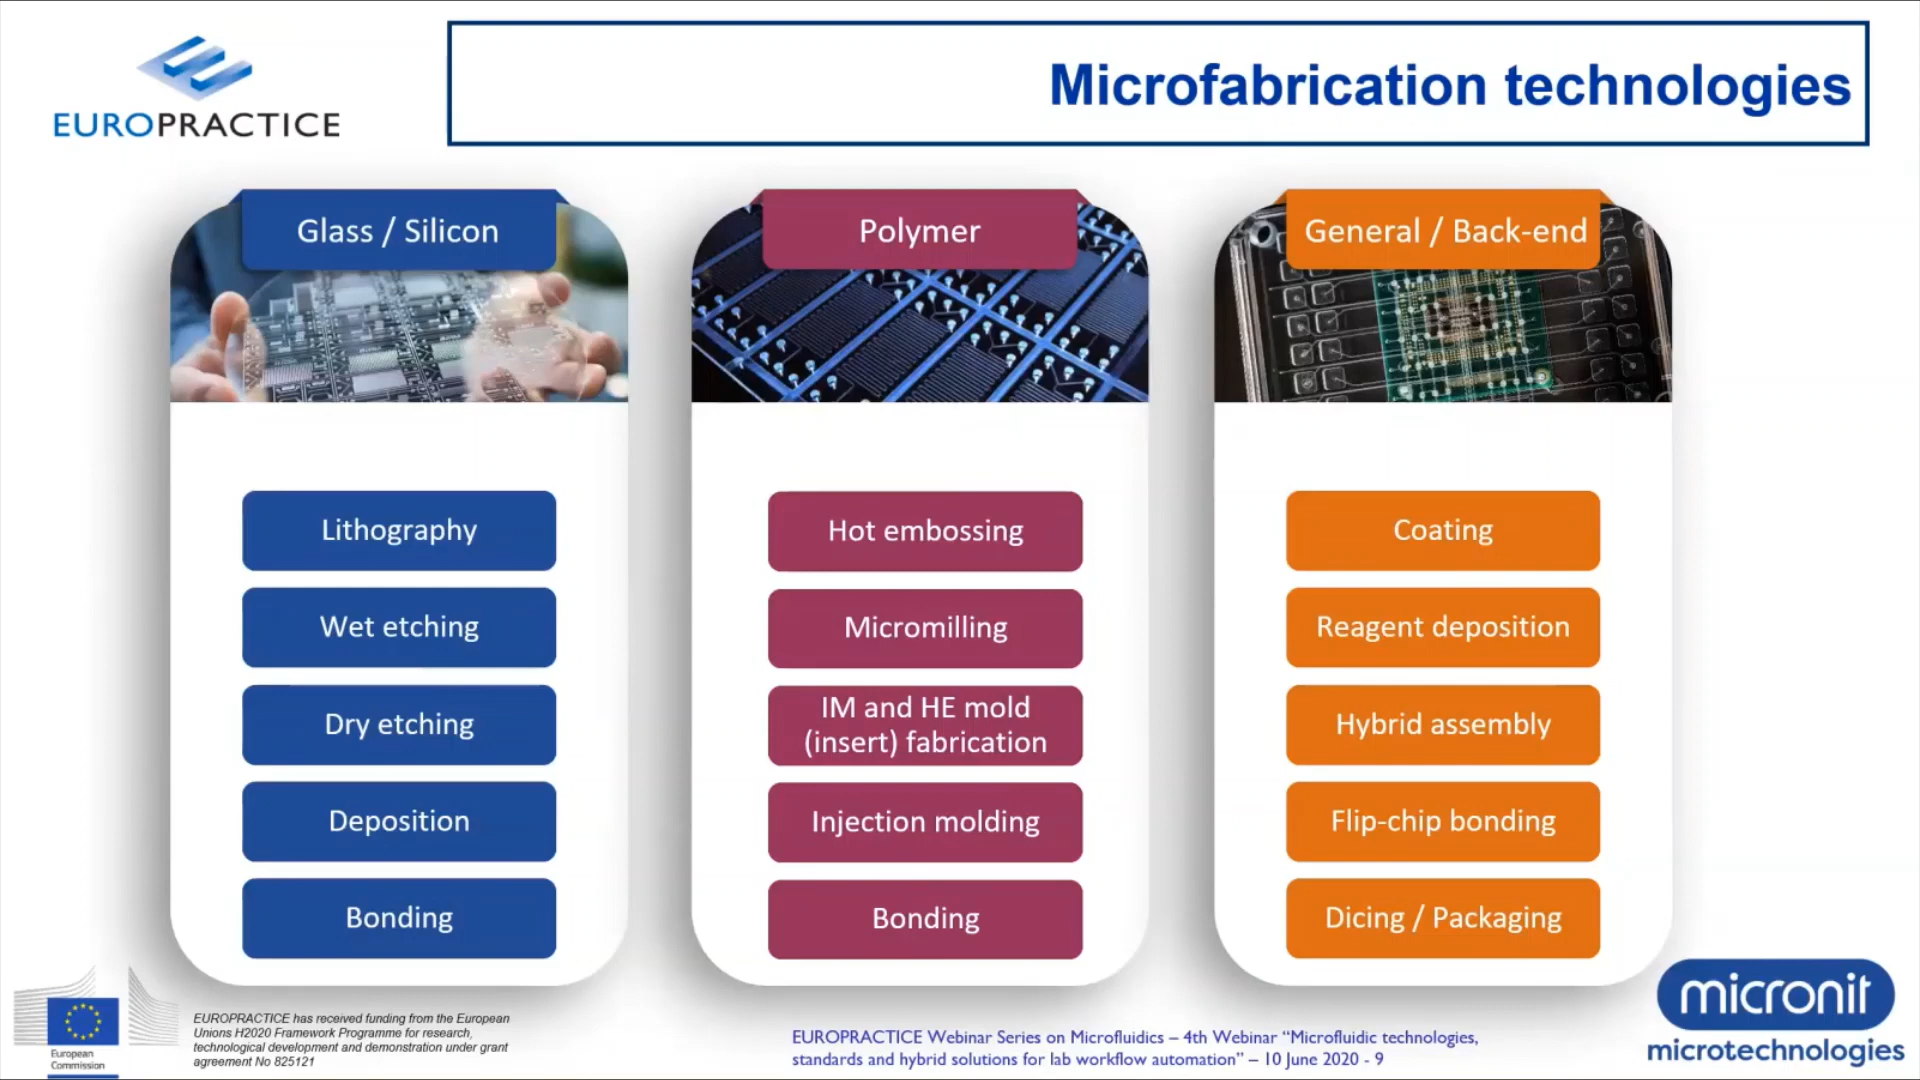 EUROPRACTICE
Microfabrication technologies
Glass / Silicon
Lithography
Wet etching
Dry etching
Deposition
Bonding
Polymer
Hot embossing
Micromilling
IM and HE mold
(insert) fabrication
Injection molding
Bonding
General / Back-end
Coating
Reagent deposition
Hybrid assembly
Flip-chip bonding
Dicing / Packaging
European
Commission
EUROPRACTICE has received funding from the European
Unions H2020 Framework Programme for research,
technological development and demonstration under grant
agreement No 825121
EUROPRACTICE Webinar Series on Microfluidics – 4th Webinar “Microfluidic technologies,
standards and hybrid solutions for lab workflow automation” – 10 June 2020 - 9
micronit
microtechnologies